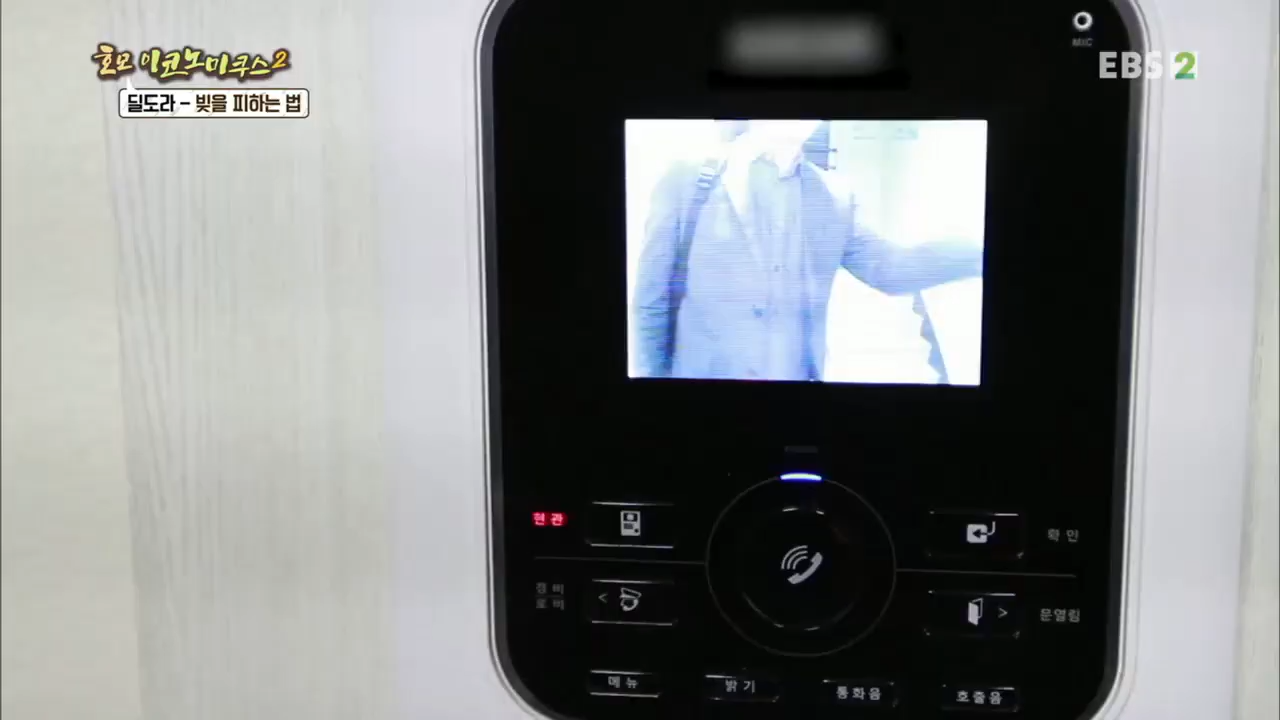 호모 이코노미쿠스2
딜도라 - 빚을 피하는 법
EBS 2
MIC
현관
확인
경비
로비
문열림
메뉴
밝기
통화음
호출음